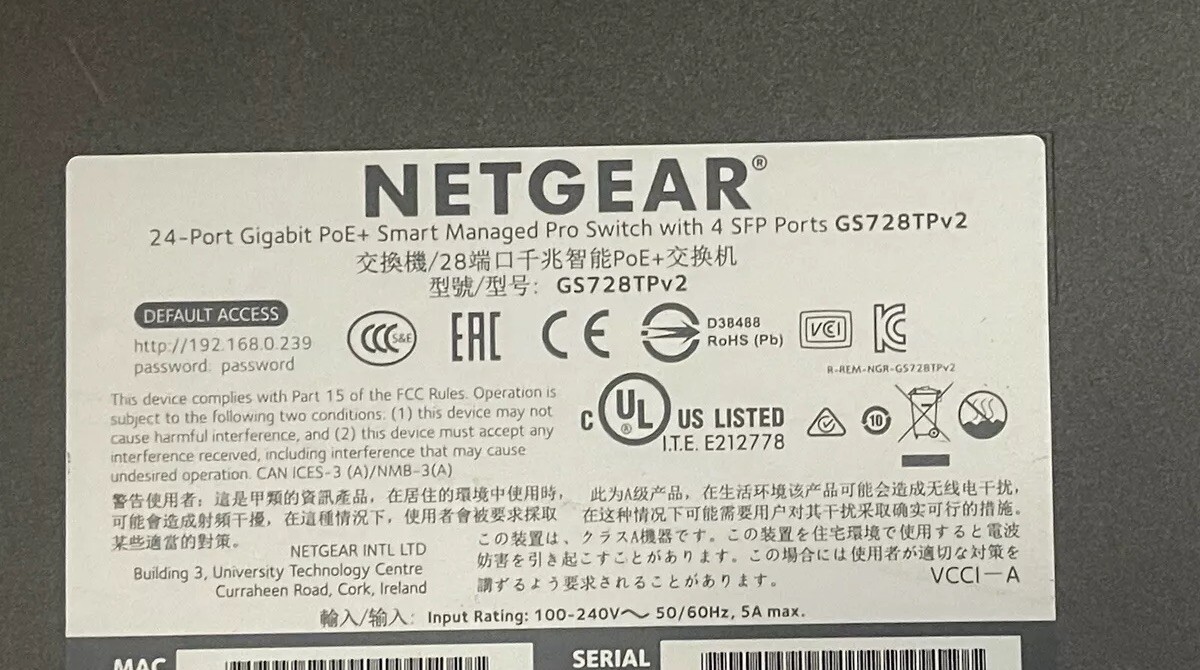 NETGEAR®
24-Port Gigabit PoE+ Smart Managed Pro Switch with 4 SFP Ports GS728TPv2
交換機/28端口千兆智能PoE+交换机
型號/型号: GS728TPv2
DEFAULT ACCESS
http://192.168.0.239
password: password
S&E
EAC
CE
D38488
RoHS (Pb)
VCI
R-REM-NGR-GS728TPv2
This device complies with Part 15 of the FCC Rules. Operation is
subject to the following two conditions: (1) this device may not
cause harmful interference, and (2) this device must accept any
interference received, including interference that may cause
undesired operation. CAN ICES-3 (A)/NMB-3(A)
C UL® US LISTED
I.T.E. E212778
10
警告使用者: 這是甲類的資訊產品, 在居住的環境中使用時,
可能會造成射頻干擾, 在這種情況下, 使用者會被要求採取
某些適當的對策。
此为A级产品, 在生活环境该产品可能会造成无线电干扰,
在这种情况下可能需要用户对其干扰采取确实可行的措施。
この装置は、クラスA機器です。この装置を住宅環境で使用すると電波
妨害を引き起こすことがあります。この場合には使用者が適切な対策を
講ずるよう要求されることがあります。
VCCI-A
NETGEAR INTL LTD
Building 3, University Technology Centre
Curraheen Road, Cork, Ireland
輸入/输入: Input Rating: 100-240V～ 50/60Hz, 5A max.
MAC
SERIAL